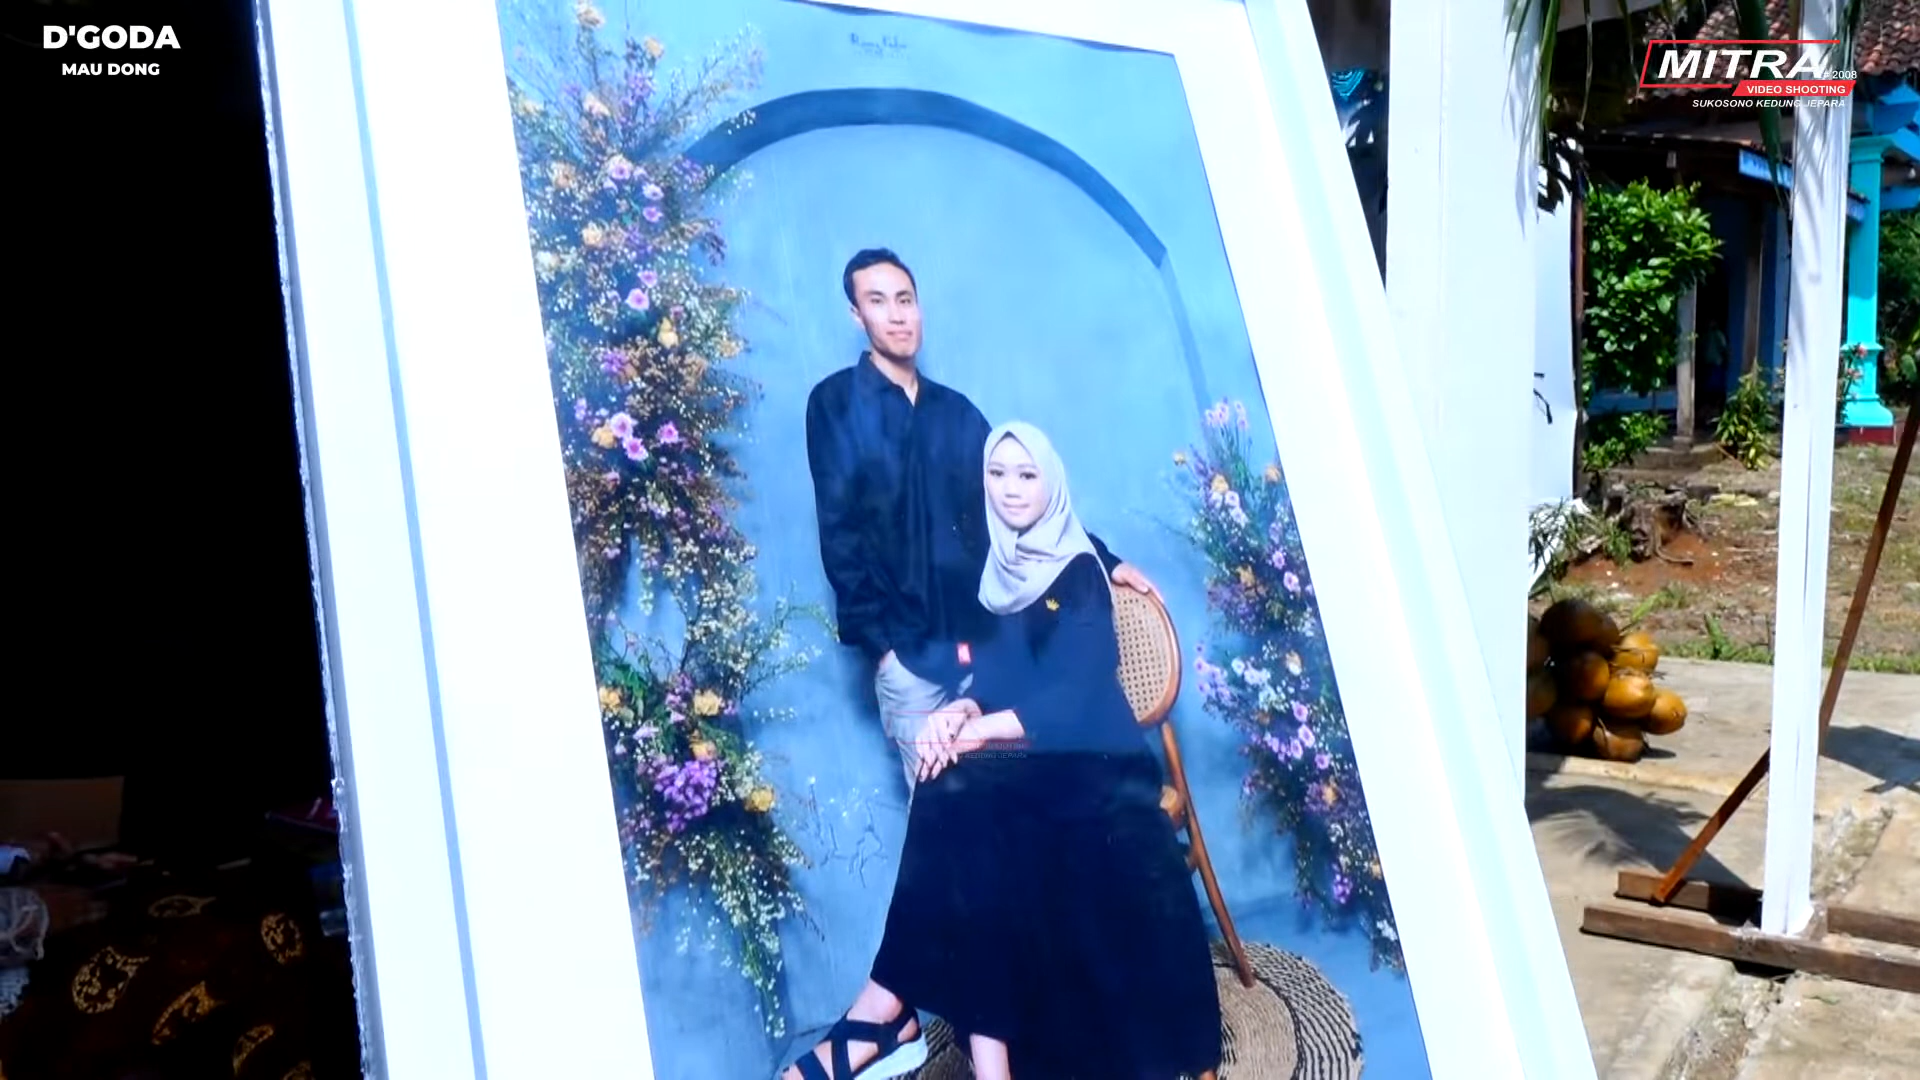 D'GODA
MAU DONG
MITRA
# 2008
VIDEO SHOOTING
SUKOSONO KEDUNG JEPARA